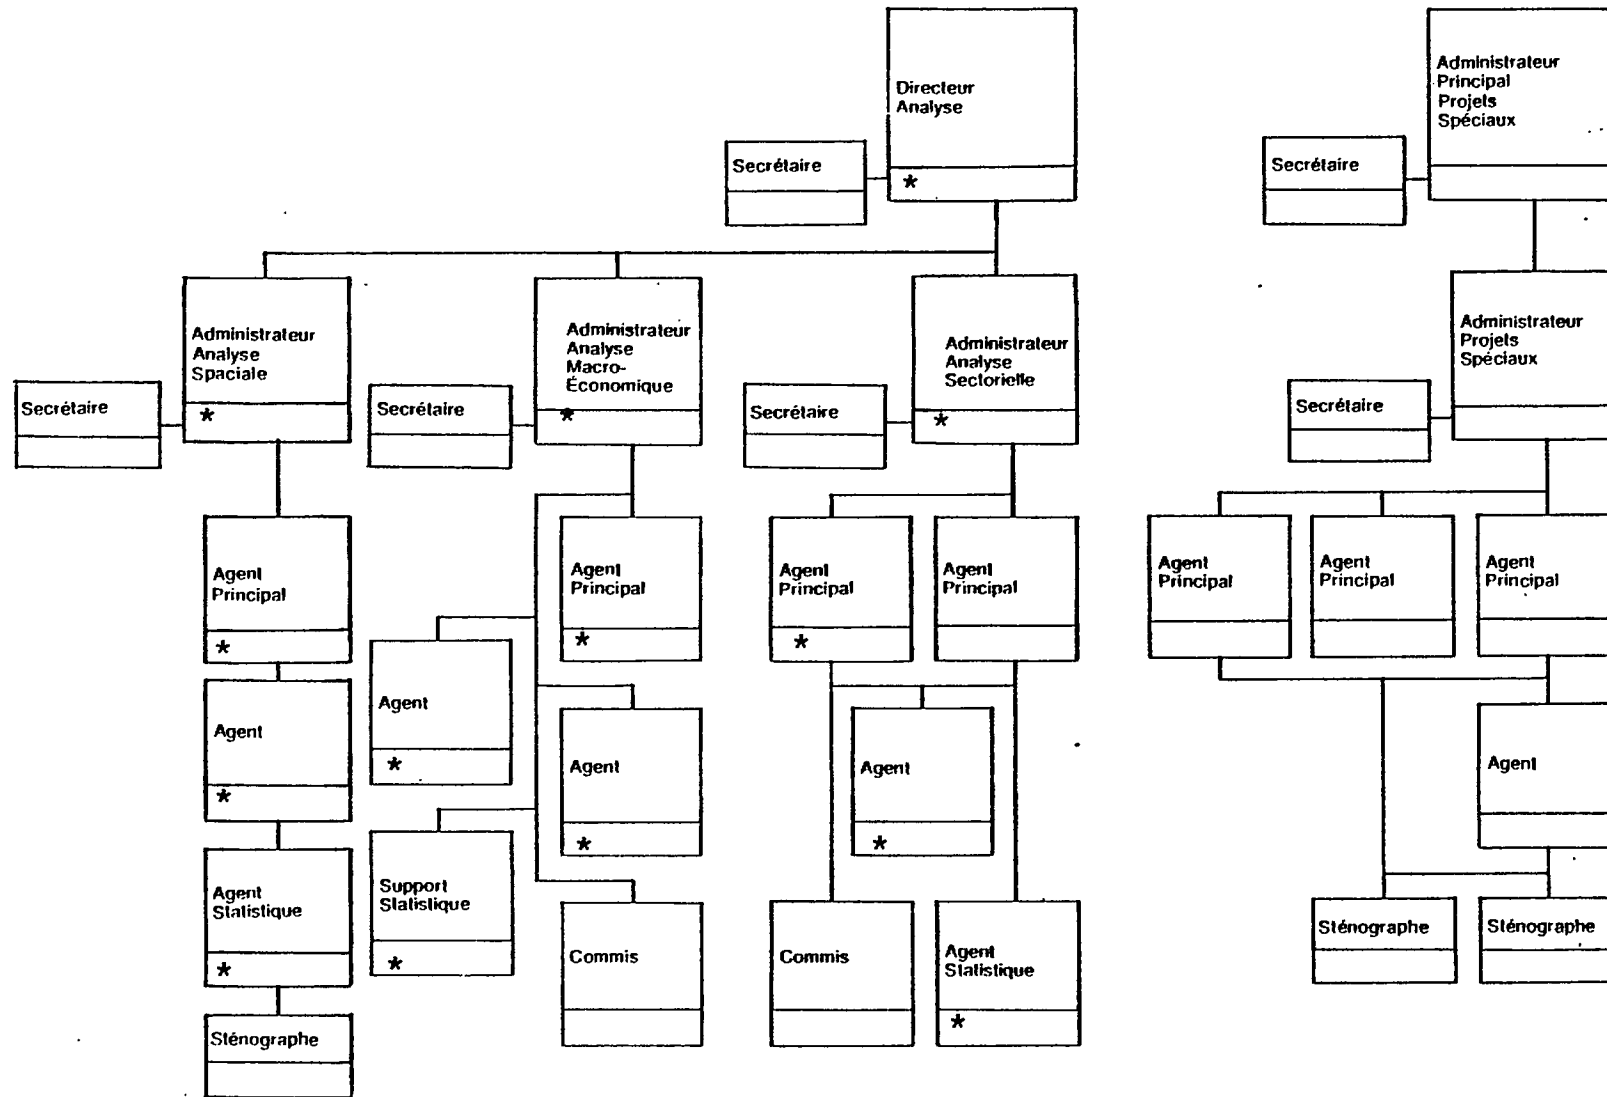 Directeur
Analyse
*
Secrétaire
Administrateur
Principal
Projets
Spéciaux
Secrétaire
Administrateur
Analyse
Spaciale
*
Secrétaire
Administrateur
Analyse
Macro-
Économique
*
Secrétaire
Administrateur
Analyse
Sectorielle
*
Secrétaire
Administrateur
Projets
Spéciaux
Secrétaire
Agent
Principal
*
Agent
*
Agent
Statistique
*
Sténographe
Agent
Principal
*
Agent
*
Agent
*
Support
Statistique
*
Commis
Agent
Principal
*
Agent
Principal
Agent
*
Commis
Agent
Statistique
*
Agent
Principal
Agent
Principal
Agent
Principal
Agent
Sténographe
Sténographe